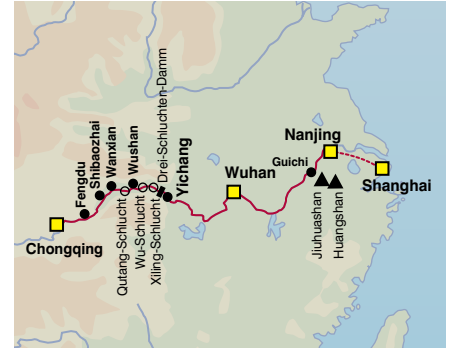 Chongqing
Fengdu
Shibaozhai
Wanxian
Qutang-Schlucht
Wushan
Wu-Schlucht
Xiling-Schlucht
Drei-Schluchten-Damm
Yichang
Wuhan
Guichi
Nanjing
Jiuhuashan
Huangshan
Shanghai